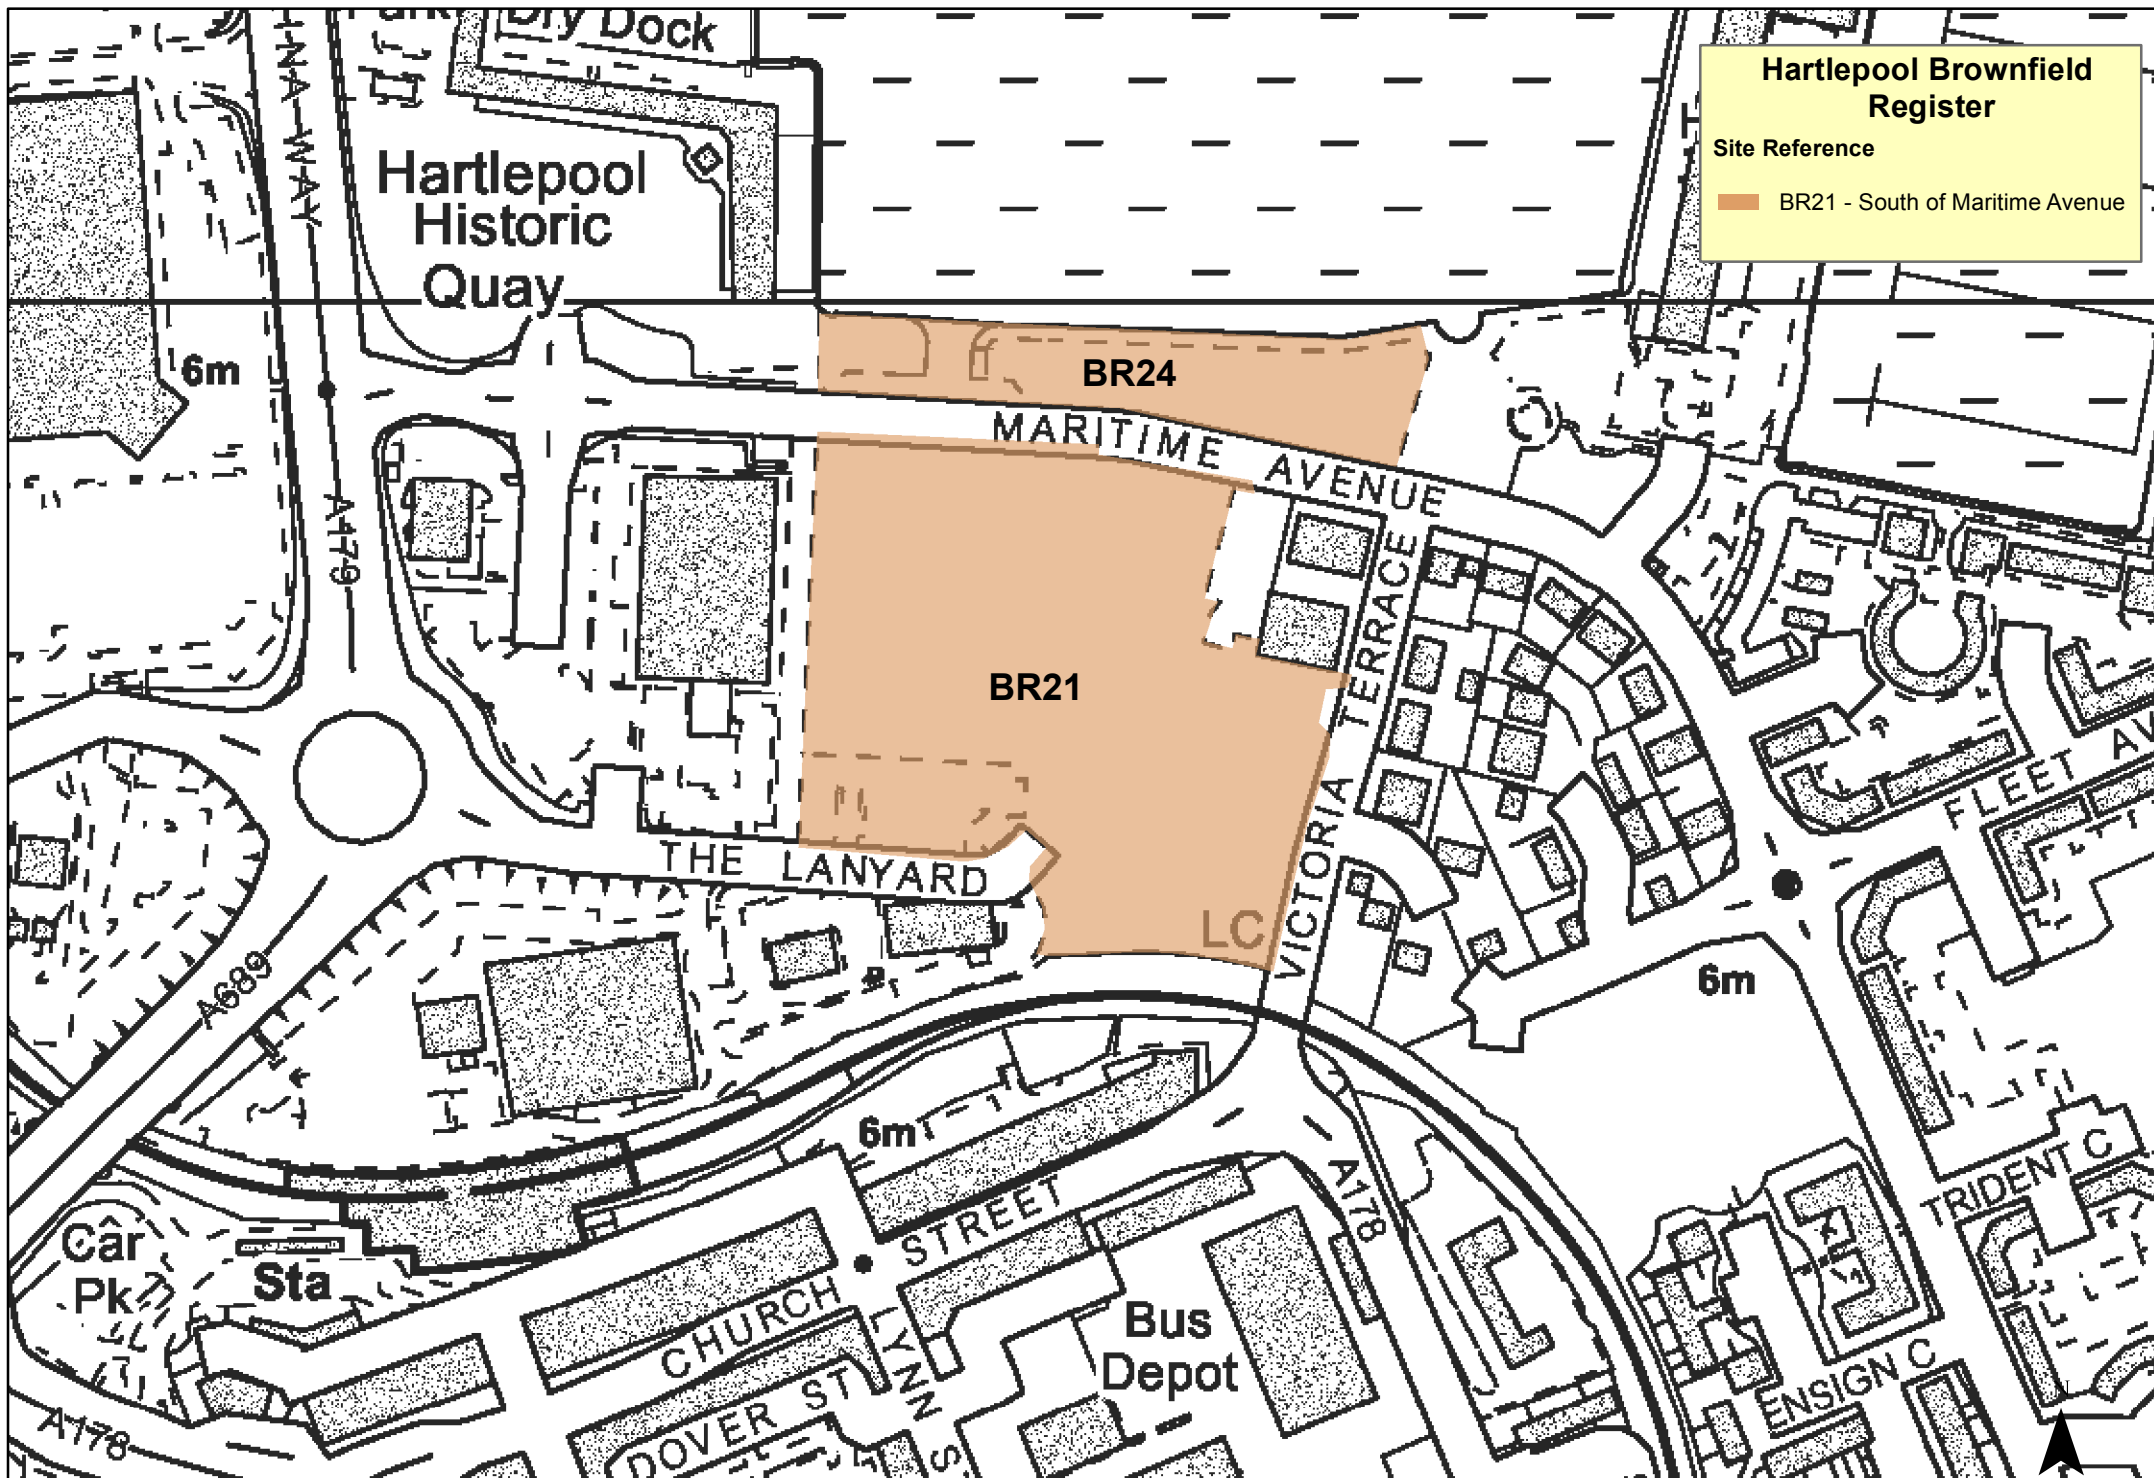 Dry Dock
Hartlepool Brownfield
Register
Site Reference
BR21 - South of Maritime Avenue
Hartlepool
Historic
Quay
6m
BR24
MARITIME AVENUE
A179
BR21
VICTORIA TERRACE
THE LANYARD
LC
FLEET
A689
6m
6m
A178
TRIDENT C
Car
Pk
Sta
CHURCH STREET
LYNN
Bus
Depot
DOVER ST
ENSIGN C
A178